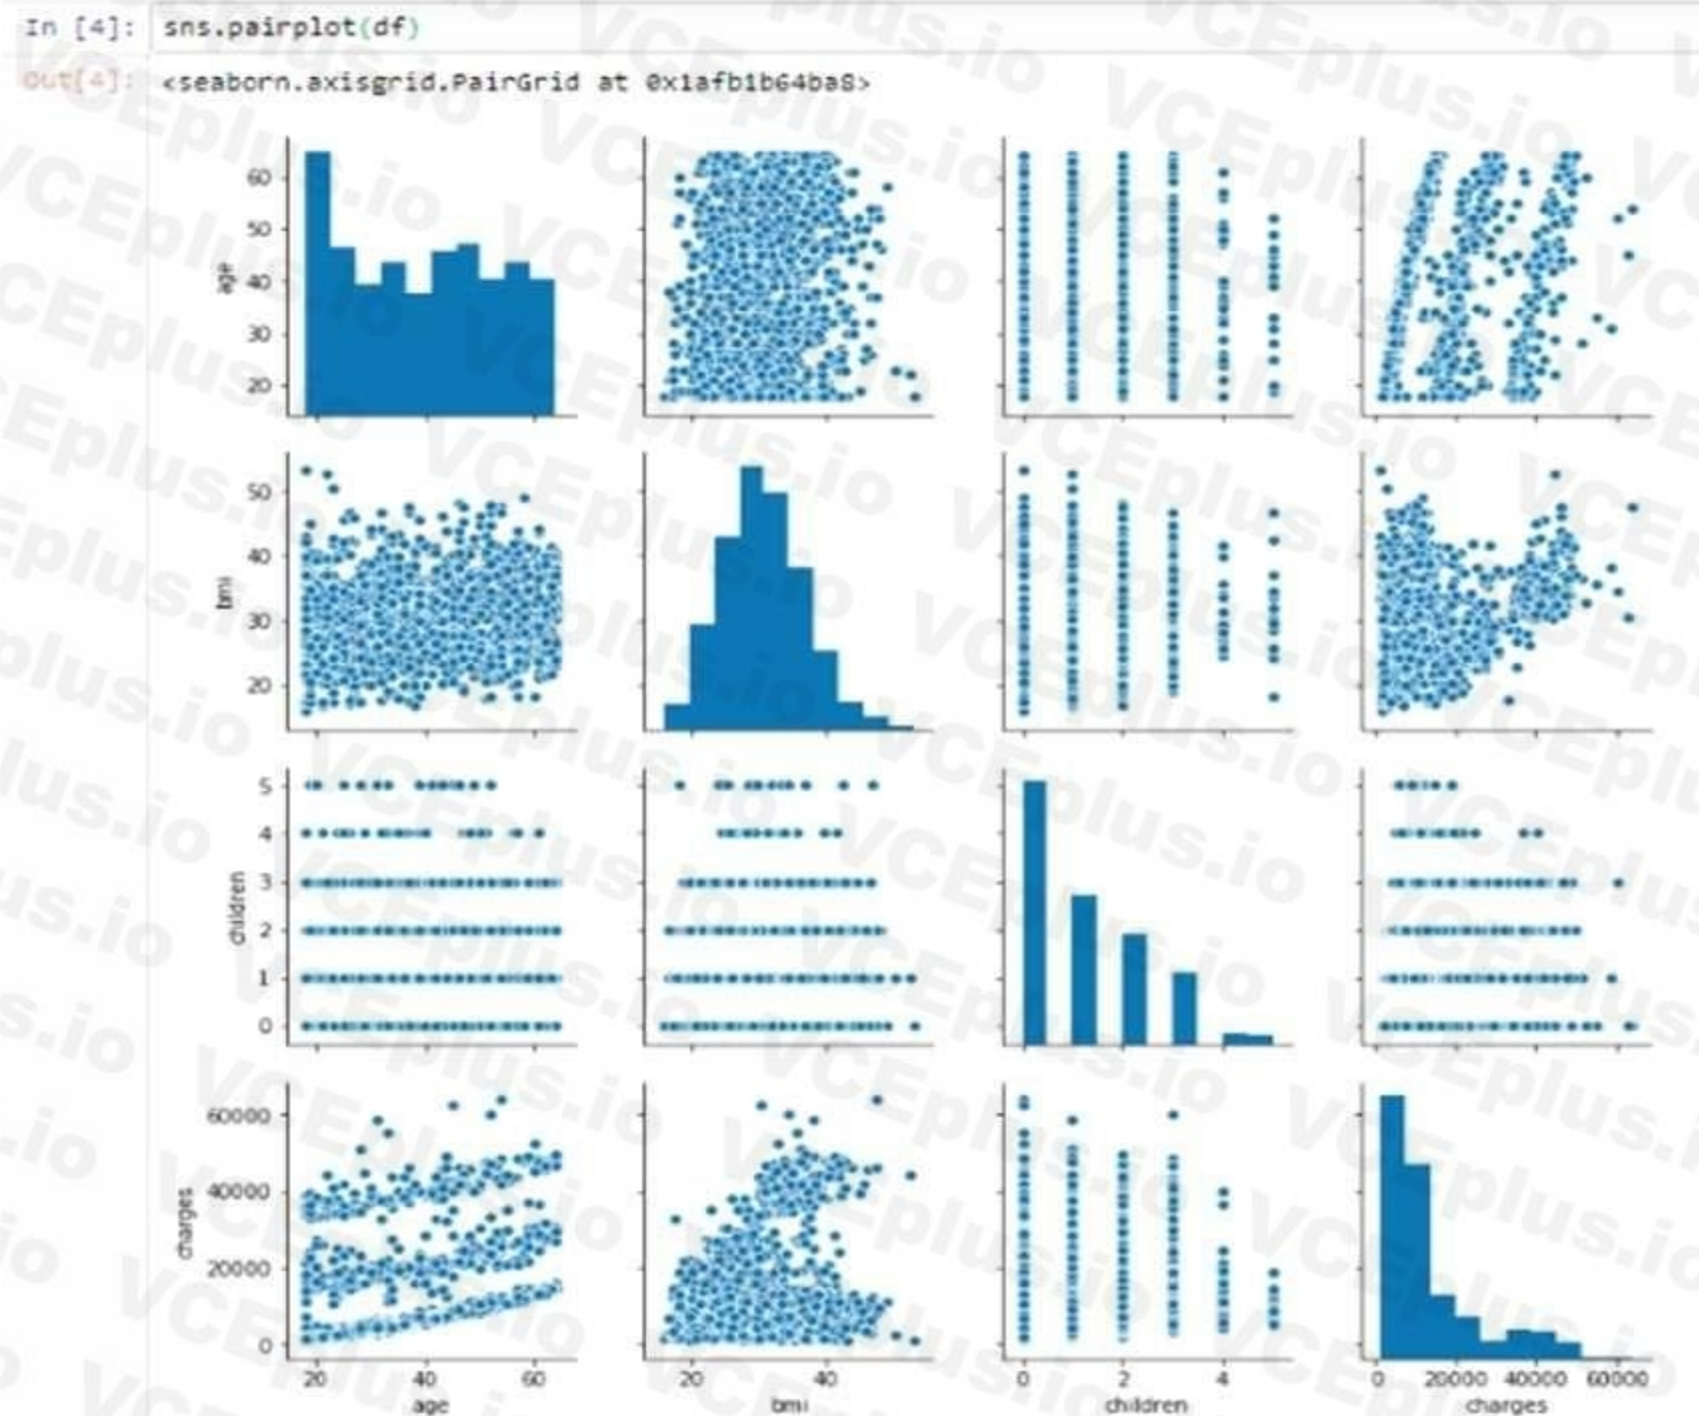 In [4]: sns.pairplot(df)
Out[4]: <seaborn.axisgrid.PairGrid at 0x1afb1b64ba8>
age
60
50
40
30
20
bmi
50
40
30
20
children
5
4
3
2
1
0
charges
60000
40000
20000
0
20 40 60
20 40
0 2 4
0 20000 40000 60000
age bmi children charges
VCEplus.io